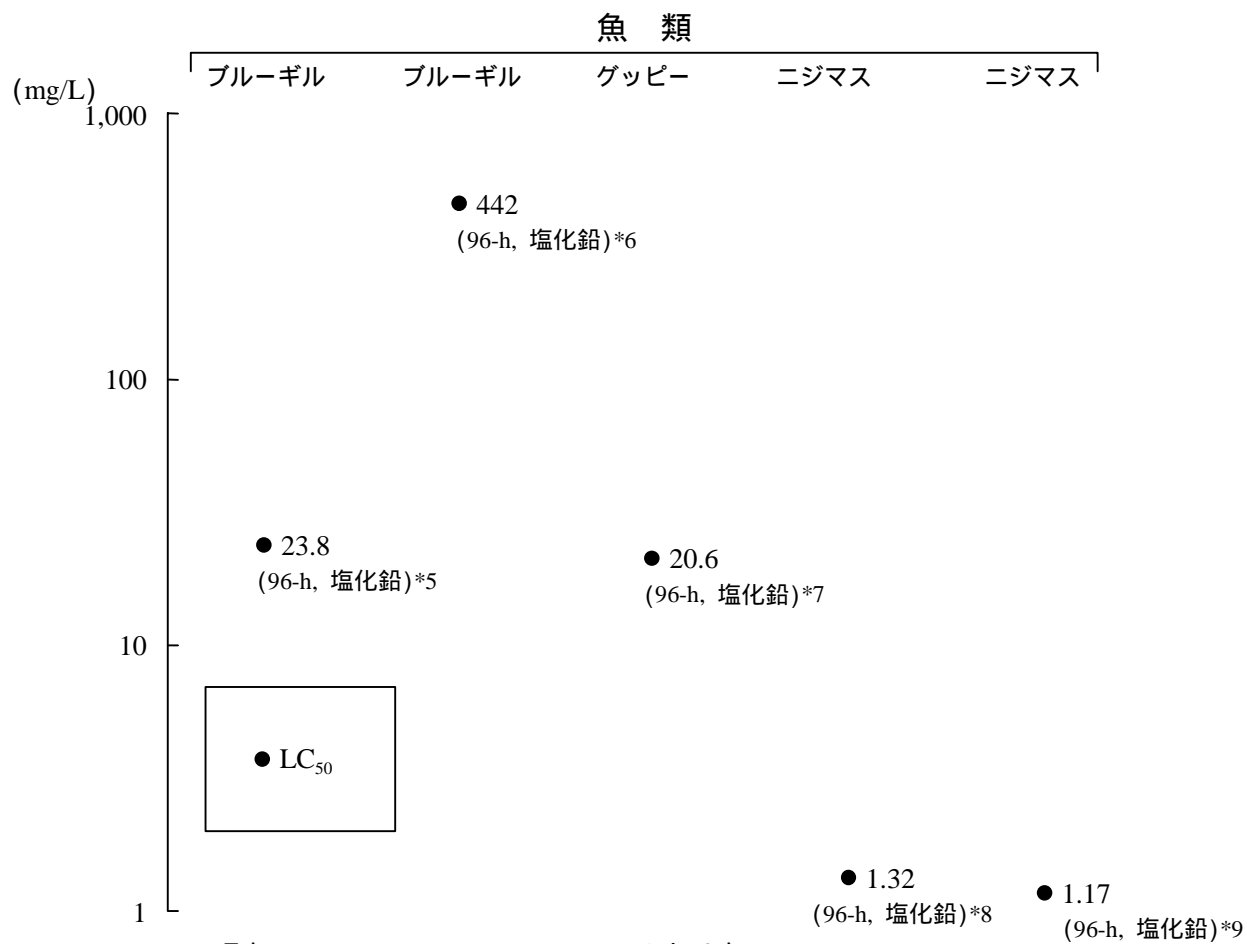 魚 類
ブルーギル ブルーギル グッピー ニジマス ニジマス
(mg/L)
1,000
442
(96-h, 塩化鉛)*6
100
23.8
(96-h, 塩化鉛)*5
20.6
(96-h, 塩化鉛)*7
10
LC50
1.32
(96-h, 塩化鉛)*8
1.17
(96-h, 塩化鉛)*9
1